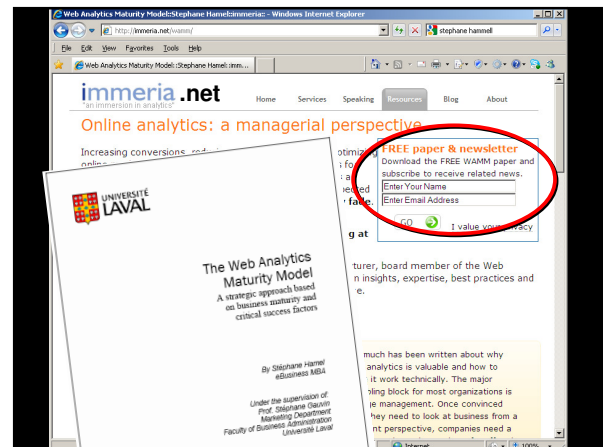 Web Analytics Maturity Model::Stephane Hamel::immeria:: - Windows Internet Explorer
http://immeria.net/wamm/
stephane hammell
File Edit View Favorites Tools Help
Web Analytics Maturity Model::Stephane Hamel::imm...
immeria.net
"an immersion in analytics"
Home Services Speaking Resources Blog About
Online analytics: a managerial perspective
Increasing conversions,
FREE paper & newsletter
Download the FREE WAMM paper and
subscribe to receive related news.
Enter Your Name
Enter Email Address
GO I value your privacy
fade.
g at
turer, board member of the Web
n insights, expertise, best practices and
much has been written about why
analytics is valuable and how to
it work technically. The major
bling block for most organizations is
ge management. Once convinced
hey need to look at business from a
nt perspective, companies need a
UNIVERSITÉ
LAVAL
The Web Analytics
Maturity Model
A strategic approach based
on business maturity and
critical success factors
By Stéphane Hamel
eBusiness MBA
Under the supervision of:
Prof. Stéphane Gauvin
Marketing Department
Faculty of Business Administration
Université Laval
Internet
100%